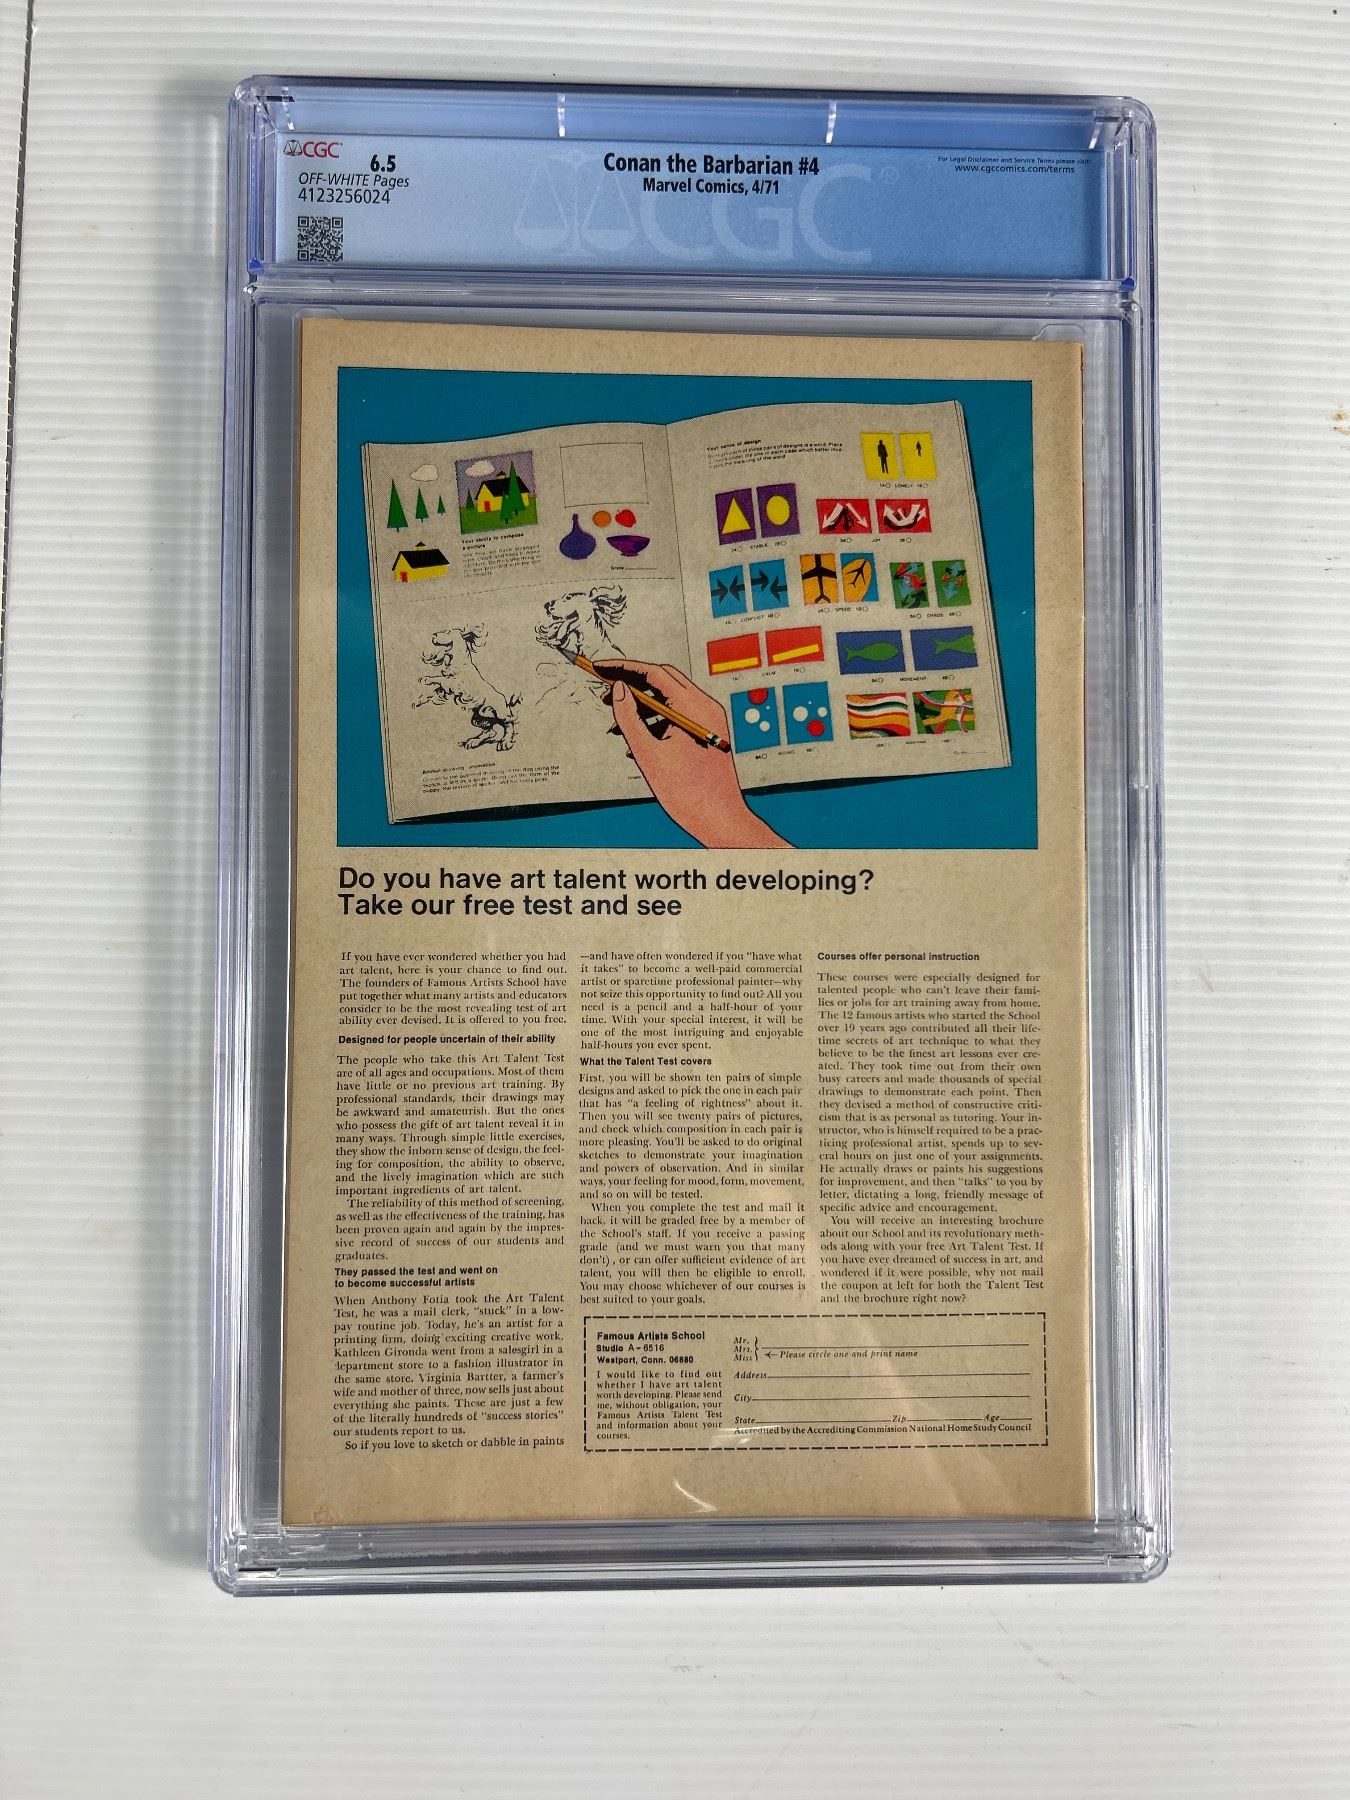 CGC
6.5
OFF-WHITE Pages
4123256024
Conan the Barbarian #4
Marvel Comics, 4/71
For Legal Disclaimer and Service Terms please visit:
www.cgccomics.com/terms
CGC®
Your ability to compose
a picture
Grade
Your sense of design
LONELY
STABLE
JOY
CONFLICT
SPEED
CHAOS
CALM
MOVEMENT
Do you have art talent worth developing?
Take our free test and see
If you have ever wondered whether you had
art talent, here is your chance to find out.
The founders of Famous Artists School have
put together what many artists and educators
consider to be the most revealing test of art
ability ever devised. It is offered to you free.
Designed for people uncertain of their ability
The people who take this Art Talent Test
are of all ages and occupations. Most of them
have little or no previous art training. By
professional standards, their drawings may
be awkward and amateurish. But the ones
who possess the gift of art talent reveal it in
many ways. Through simple little exercises,
they show the inborn sense of design, the feel-
ing for composition, the ability to observe,
and the lively imagination which are such
important ingredients of art talent.
The reliability of this method of screening,
as well as the effectiveness of the training, has
been proven again and again by the impres-
sive record of success of our students and
graduates.
They passed the test and went on
to become successful artists
When Anthony Fotia took the Art Talent
Test, he was a mail clerk, "stuck" in a low-
pay routine job. Today, he's an artist for a
printing firm, doing exciting creative work.
Kathleen Gironda went from a salesgirl in a
department store to a fashion illustrator in
the same store. Virginia Bartter, a farmer's
wife and mother of three, now sells just about
everything she paints. These are just a few
of the literally hundreds of "success stories"
our students report to us.
So if you love to sketch or dabble in paints
—and have often wondered if you "have what
it takes" to become a well-paid commercial
artist or sparetime professional painter—why
not seize this opportunity to find out? All you
need is a pencil and a half-hour of your
time. With your special interest, it will be
one of the most intriguing and enjoyable
half-hours you ever spent.
What the Talent Test covers
First, you will be shown ten pairs of simple
designs and asked to pick the one in each pair
that has "a feeling of rightness" about it.
Then you will see twenty pairs of pictures,
and check which composition in each pair is
more pleasing. You'll be asked to do original
sketches to demonstrate your imagination
and powers of observation. And in similar
ways, your feeling for mood, form, movement,
and so on will be tested.
When you complete the test and mail it
back, it will be graded free by a member of
the School's staff. If you receive a passing
grade (and we must warn you that many
don't), or can offer sufficient evidence of art
talent, you will then be eligible to enroll.
You may choose whichever of our courses is
best suited to your goals.
Courses offer personal instruction
These courses were especially designed for
talented people who can't leave their fami-
lies or jobs for art training away from home.
The 12 famous artists who started the School
over 19 years ago contributed all their life-
time secrets of art technique to what they
believe to be the finest art lessons ever cre-
ated. They took time out from their own
busy careers and made thousands of special
drawings to demonstrate each point. Then
they devised a method of constructive criti-
cism that is as personal as tutoring. Your in-
structor, who is himself required to be a prac-
ticing professional artist, spends up to sev-
eral hours on just one of your assignments.
He actually draws or paints his suggestions
for improvement, and then "talks" to you by
letter, dictating a long, friendly message of
specific advice and encouragement.
You will receive an interesting brochure
about our School and its revolutionary meth-
ods along with your free Art Talent Test. If
you have ever dreamed of success in art, and
wondered if it were possible, why not mail
the coupon at left for both the Talent Test
and the brochure right now?
Famous Artists School
Studio A-6516
Westport, Conn. 06880
I would like to find out
whether I have art talent
worth developing. Please send
me, without obligation, your
Famous Artists Talent Test
and information about your
courses.
Mr.
Mrs.
Miss
Please circle one and print name
Address
City
State Zip Age
Accredited by the Accrediting Commission National Home Study Council